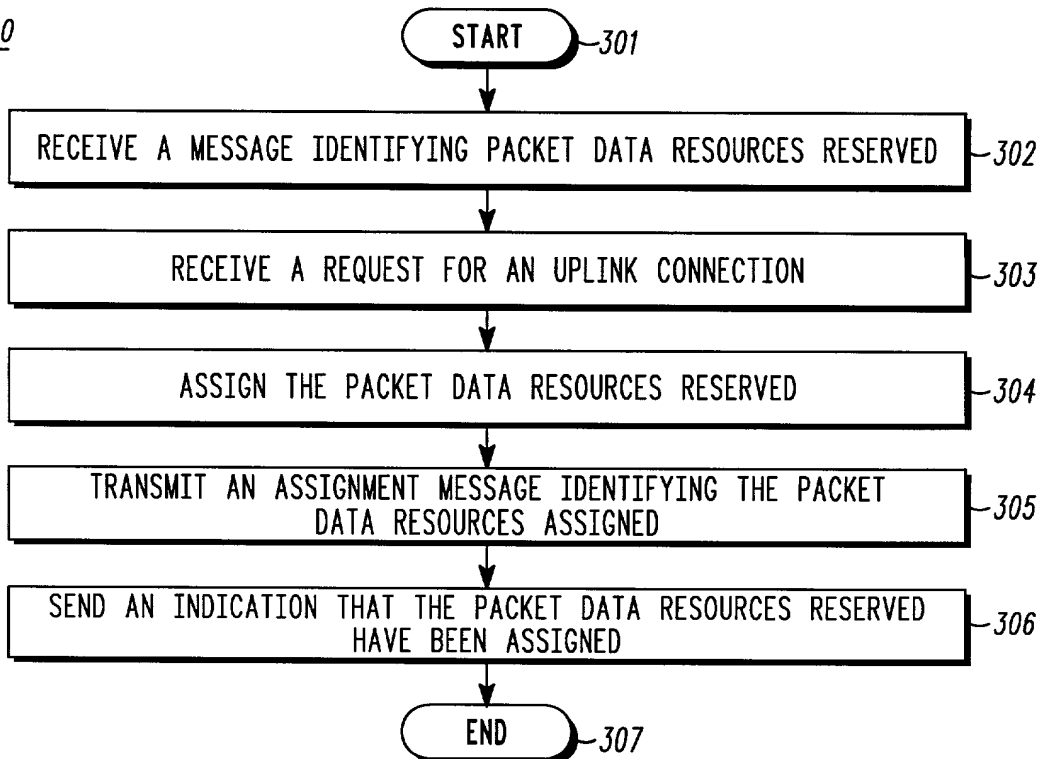 0
START
301
RECEIVE A MESSAGE IDENTIFYING PACKET DATA RESOURCES RESERVED
302
RECEIVE A REQUEST FOR AN UPLINK CONNECTION
303
ASSIGN THE PACKET DATA RESOURCES RESERVED
304
TRANSMIT AN ASSIGNMENT MESSAGE IDENTIFYING THE PACKET
DATA RESOURCES ASSIGNED
305
SEND AN INDICATION THAT THE PACKET DATA RESOURCES RESERVED
HAVE BEEN ASSIGNED
306
END
307